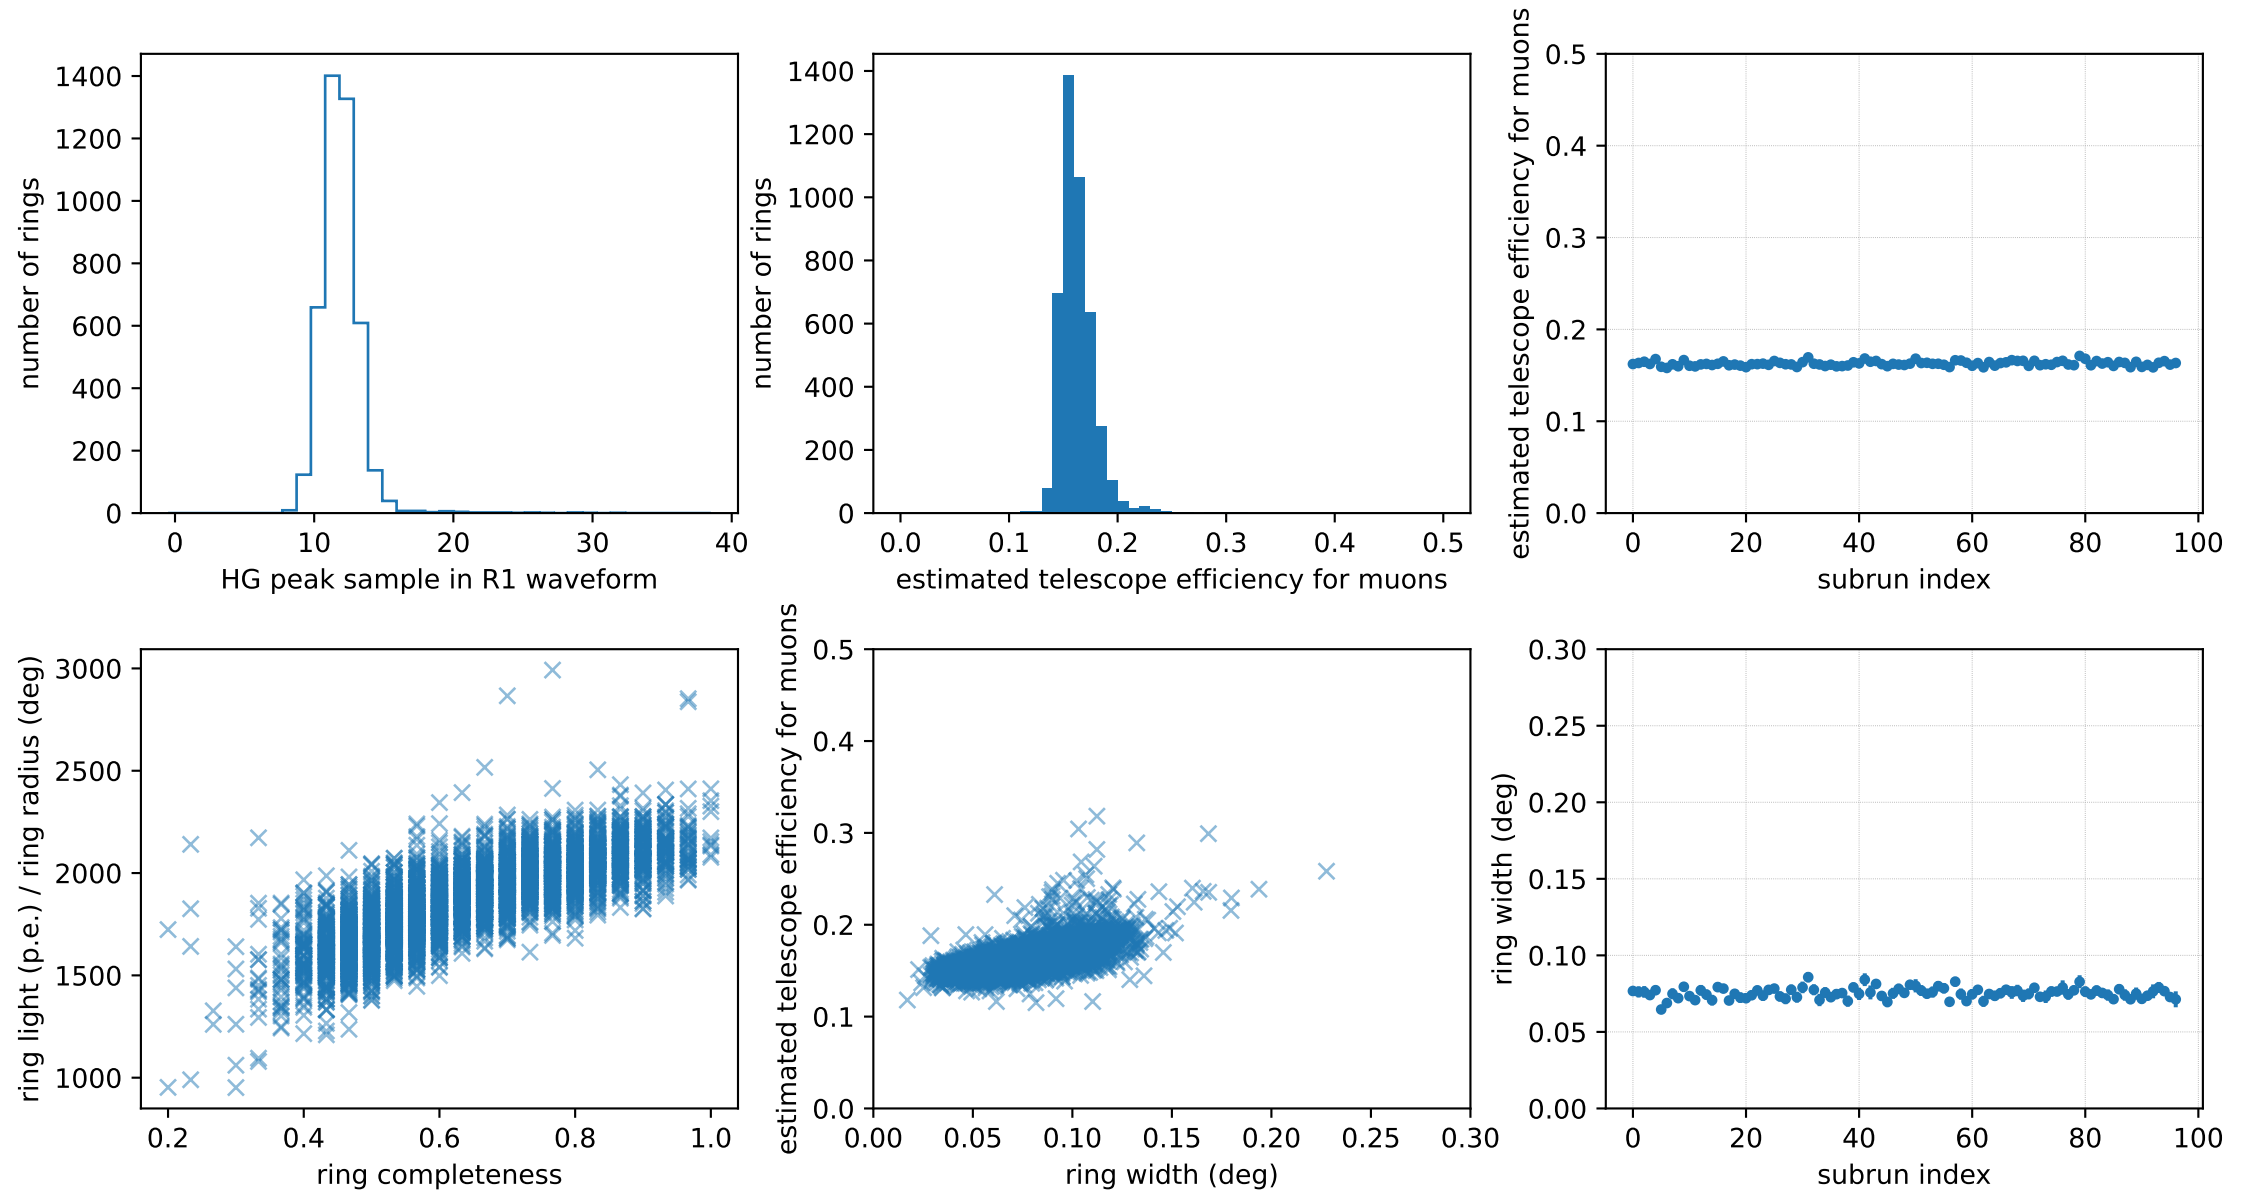 number of rings
1400
1200
1000
800
600
400
200
0
0 10 20 30 40
HG peak sample in R1 waveform
number of rings
1400
1200
1000
800
600
400
200
0
0.0 0.1 0.2 0.3 0.4 0.5
estimated telescope efficiency for muons
estimated telescope efficiency for muons
0.5
0.4
0.3
0.2
0.1
0.0
0 20 40 60 80 100
subrun index
ring light (p.e.) / ring radius (deg)
3000
2500
2000
1500
1000
0.2 0.4 0.6 0.8 1.0
ring completeness
estimated telescope efficiency for muons
0.5
0.4
0.3
0.2
0.1
0.0
0.00 0.05 0.10 0.15 0.20 0.25 0.30
ring width (deg)
ring width (deg)
0.30
0.25
0.20
0.15
0.10
0.05
0.00
0 20 40 60 80 100
subrun index